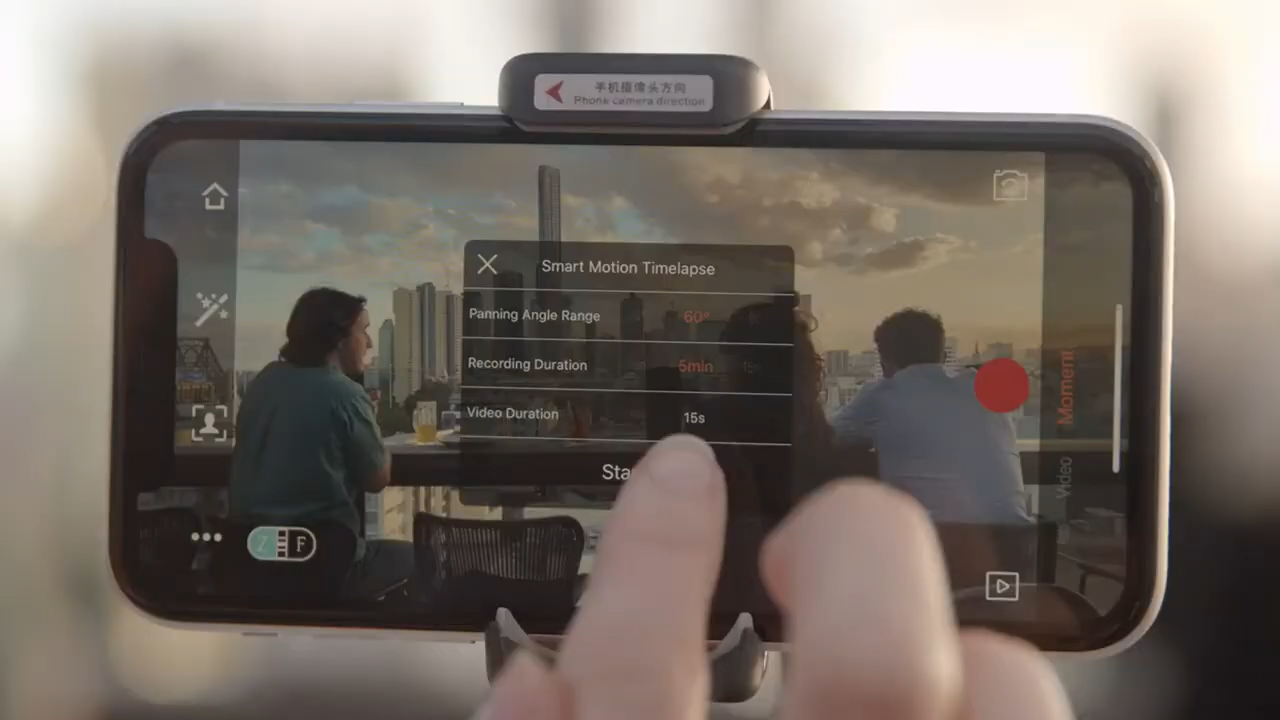 手机摄像头方向
Phone camera direction
Smart Motion Timelapse
Panning Angle Range 60°
Recording Duration 5min 15s
Video Duration 15s
Moment
Video
Z F